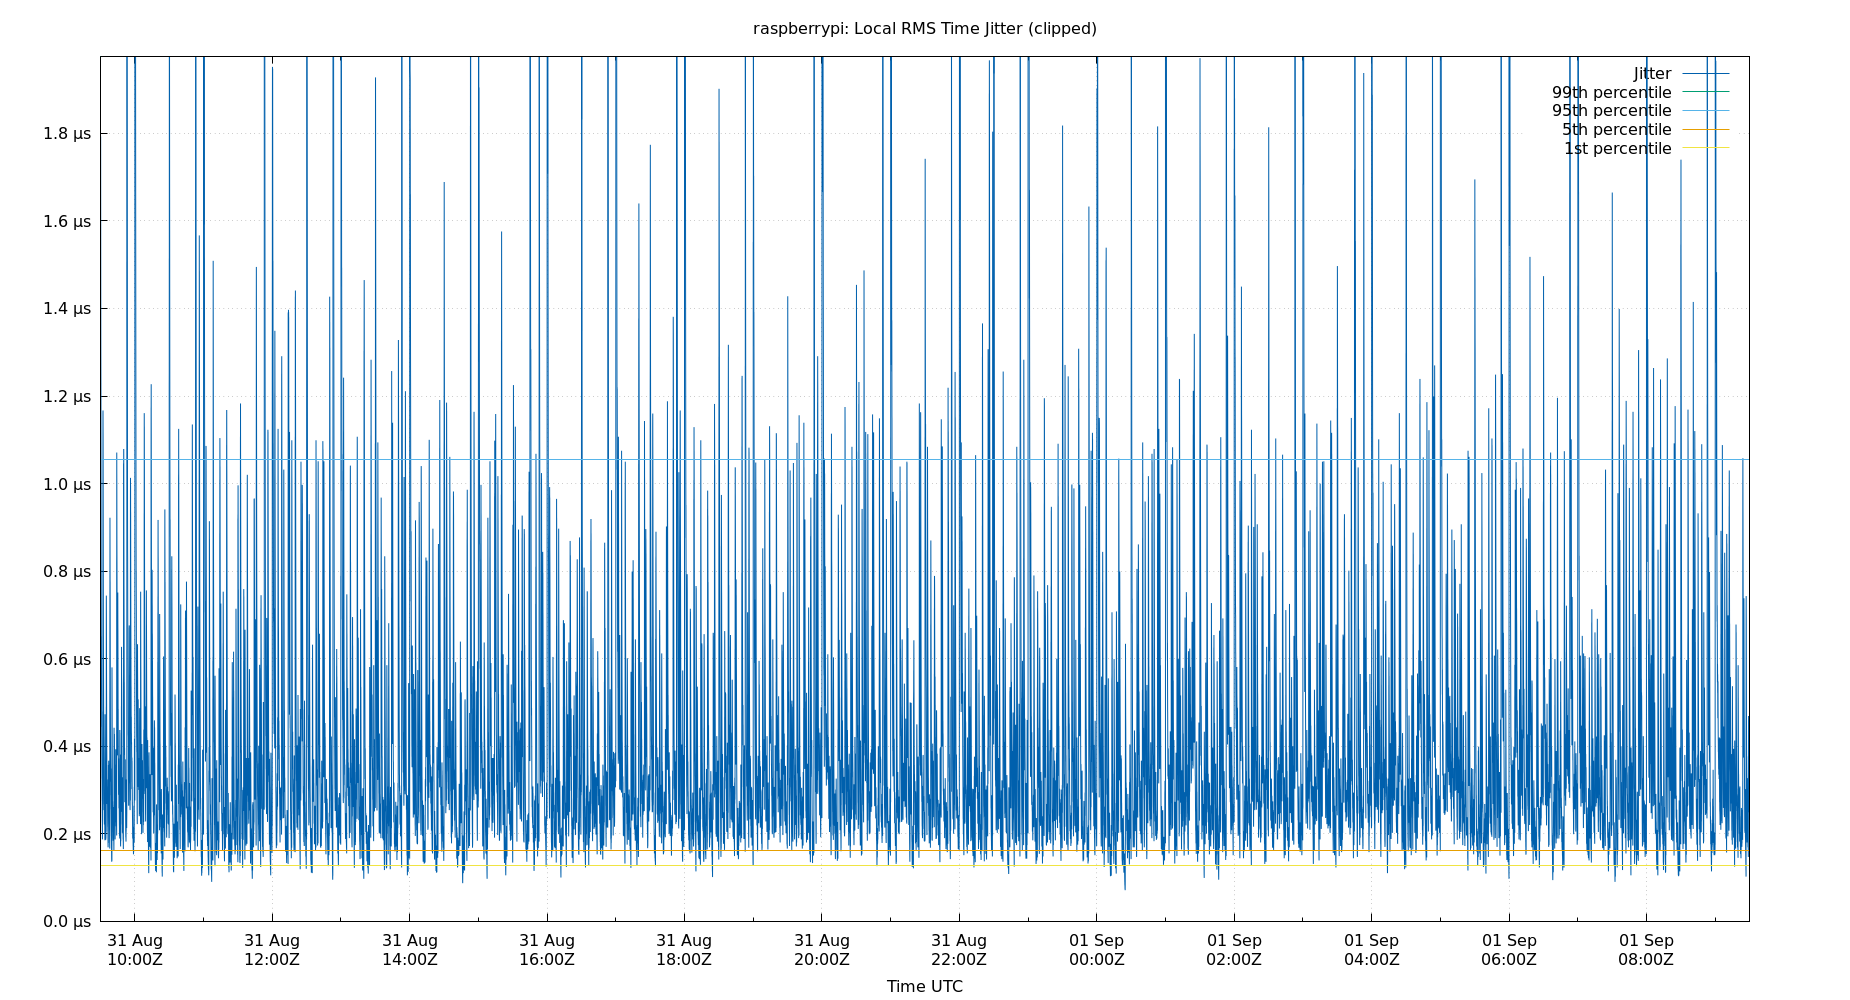 raspberrypi: Local RMS Time Jitter (clipped)
Jitter
99th percentile
95th percentile
5th percentile
1st percentile
1.8 µs
1.6 µs
1.4 µs
1.2 µs
1.0 µs
0.8 µs
0.6 µs
0.4 µs
0.2 µs
0.0 µs
31 Aug 31 Aug 31 Aug 31 Aug 31 Aug 31 Aug 31 Aug 01 Sep 01 Sep 01 Sep 01 Sep 01 Sep
10:00Z 12:00Z 14:00Z 16:00Z 18:00Z 20:00Z 22:00Z 00:00Z 02:00Z 04:00Z 06:00Z 08:00Z
Time UTC